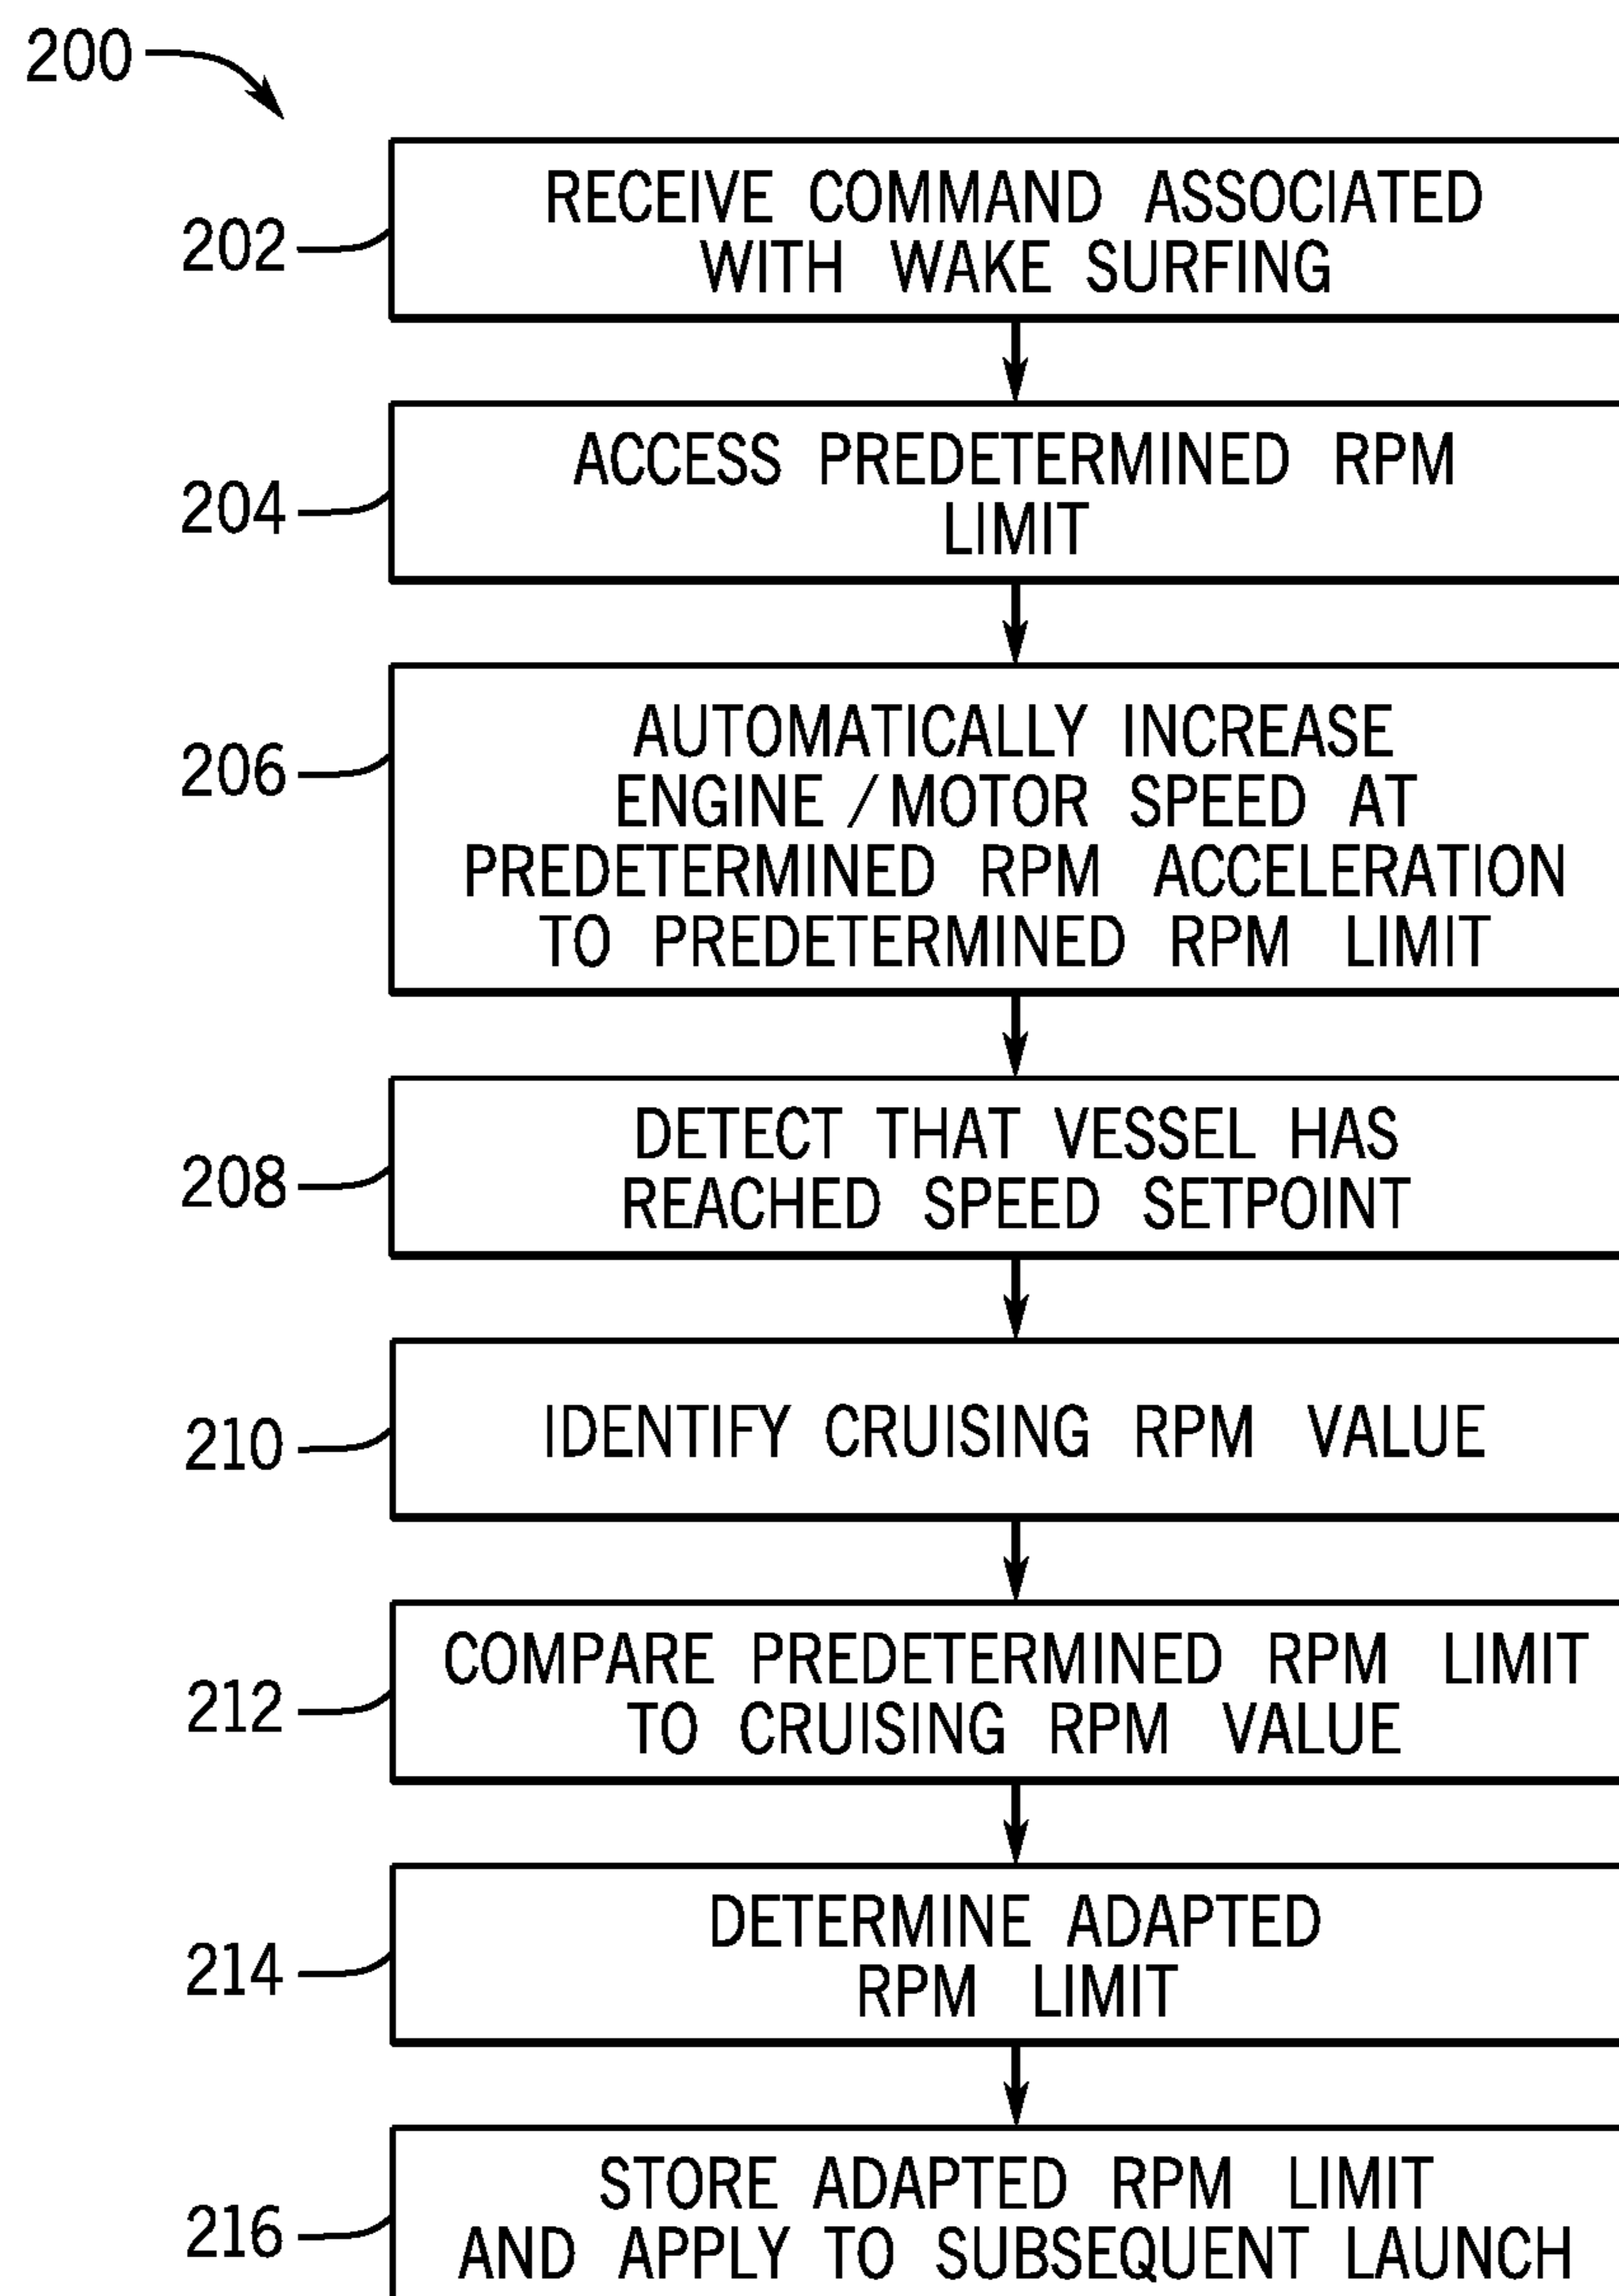 200
202
RECEIVE COMMAND ASSOCIATED
WITH WAKE SURFING
204
ACCESS PREDETERMINED RPM
LIMIT
206
AUTOMATICALLY INCREASE
ENGINE/MOTOR SPEED AT
PREDETERMINED RPM ACCELERATION
TO PREDETERMINED RPM LIMIT
208
DETECT THAT VESSEL HAS
REACHED SPEED SETPOINT
210
IDENTIFY CRUISING RPM VALUE
212
COMPARE PREDETERMINED RPM LIMIT
TO CRUISING RPM VALUE
214
DETERMINE ADAPTED
RPM LIMIT
216
STORE ADAPTED RPM LIMIT
AND APPLY TO SUBSEQUENT LAUNCH